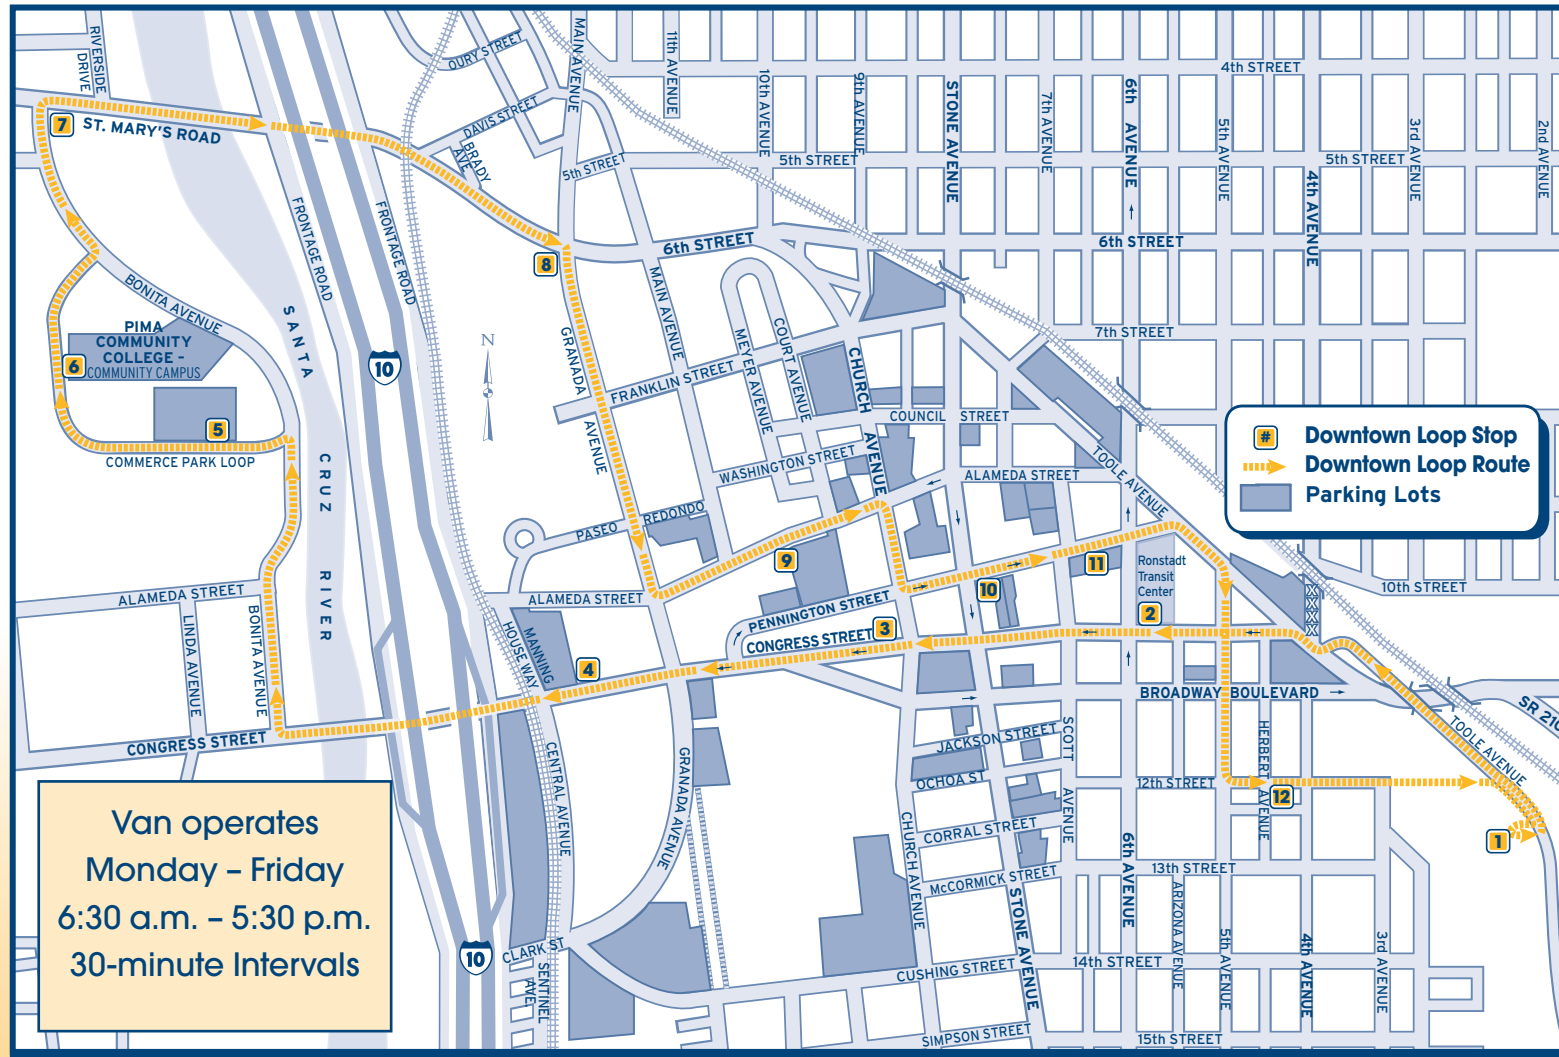 RIVERSIDE
DRIVE
OURY STREET
MAIN AVENUE
11th AVENUE
10th AVENUE
9th AVENUE
STONE AVENUE
7th AVENUE
6th AVENUE
4th STREET
5th AVENUE
4th AVENUE
3rd AVENUE
2nd AVENUE
7
ST. MARY'S ROAD
DAVIS STREET
BRADY
AVE
5th STREET
5th STREET
5th STREET
FRONTAGE ROAD
FRONTAGE ROAD
8
6th STREET
6th STREET
BONITA AVENUE
MAIN AVENUE
GRANADA
AVENUE
7th STREET
PIMA
COMMUNITY
COLLEGE –
COMMUNITY CAMPUS
6
SANTA
CRUZ
RIVER
10
N
MEYER AVENUE
COURT AVENUE
CHURCH
AVENUE
FRANKLIN STREET
COUNCIL STREET
5
COMMERCE PARK LOOP
WASHINGTON STREET
ALAMEDA STREET
TOOLE AVENUE
#
Downtown Loop Stop
Downtown Loop Route
Parking Lots
PASEO REDONDO
9
11
Ronstadt
Transit
Center
10th STREET
ALAMEDA STREET
LINDA AVENUE
BONITA AVENUE
ALAMEDA STREET
MANNING
HOUSE WAY
PENNINGTON STREET
10
2
CONGRESS STREET
3
4
CONGRESS STREET
BROADWAY BOULEVARD
SR 210
TOOLE AVENUE
CENTRAL AVENUE
GRANADA AVENUE
JACKSON STREET
SCOTT
AVENUE
HERBERT
AVENUE
OCHOA ST
12th STREET
12
CORRAL STREET
CHURCH AVENUE
6th AVENUE
1
McCORMICK STREET
STONE AVENUE
13th STREET
ARIZONA AVENUE
5th AVENUE
4th AVENUE
3rd AVENUE
Van operates
Monday – Friday
6:30 a.m. – 5:30 p.m.
30-minute Intervals
10
CLARK ST
SENTINEL
AVE
CUSHING STREET
14th STREET
SIMPSON STREET
15th STREET